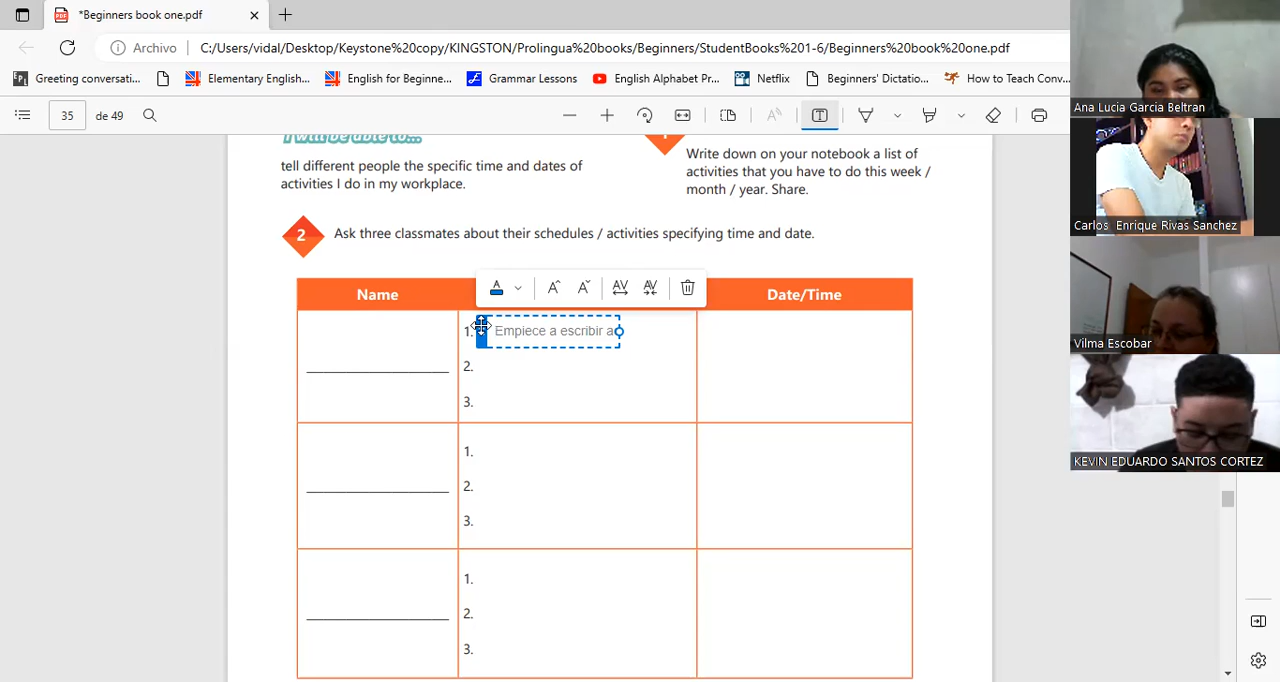 *Beginners book one.pdf
Archivo
C:/Users/vidal/Desktop/Keystone%20copy/KINGSTON/Prolingua%20books/Beginners/StudentBooks%201-6/Beginners%20book%20one.pdf
Greeting conversati...
Elementary English...
English for Beginne...
Grammar Lessons
English Alphabet Pr...
Netflix
Beginners' Dictatio...
How to Teach Conv...
35
de 49
I will be able to...
tell different people the specific time and dates of
activities I do in my workplace.
Write down on your notebook a list of
activities that you have to do this week /
month / year. Share.
2
Ask three classmates about their schedules / activities specifying time and date.
Name
Date/Time
1.
Empiece a escribir a
2.
3.
1.
2.
3.
1.
2.
3.
Ana Lucia Garcia Beltran
Carlos Enrique Rivas Sanchez
Vilma Escobar
KEVIN EDUARDO SANTOS CORTEZ